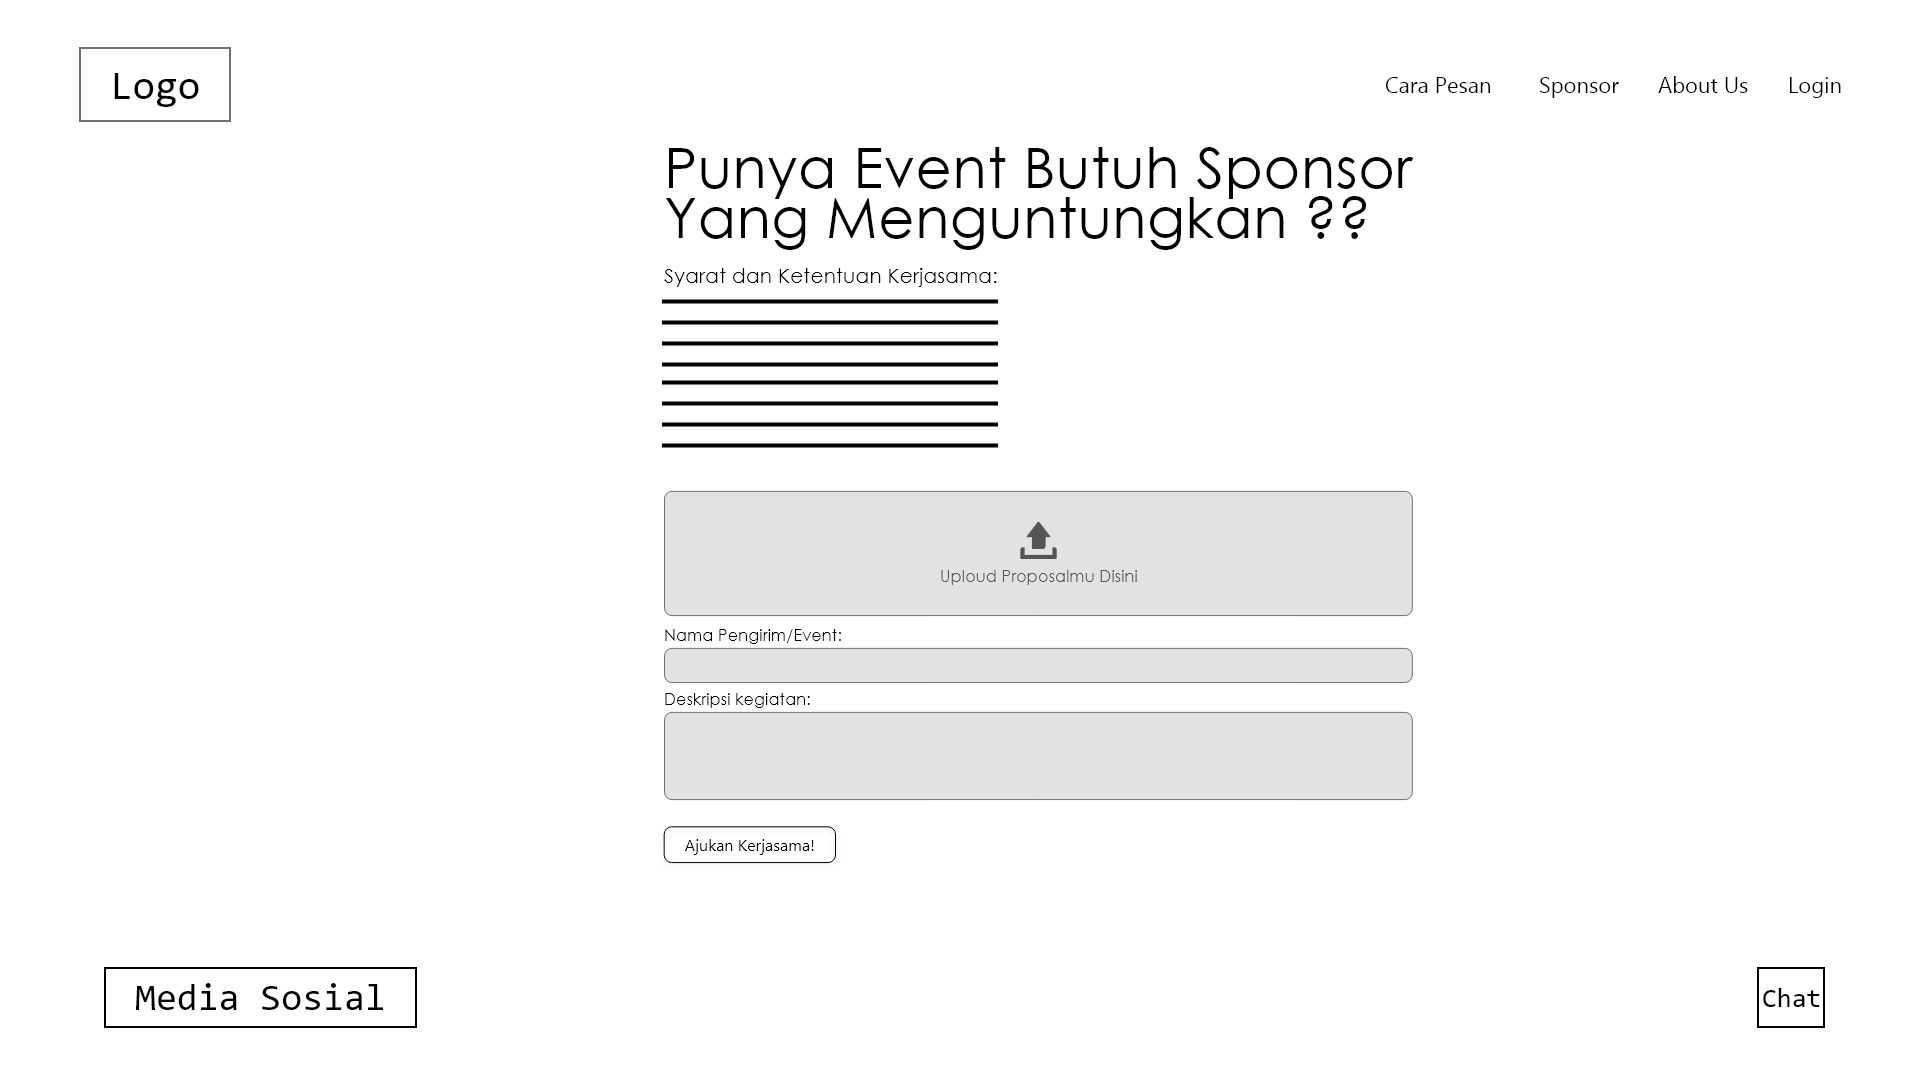 Logo
Cara Pesan Sponsor About Us Login
Punya Event Butuh Sponsor
Yang Menguntungkan ??
Syarat dan Ketentuan Kerjasama:
Uploud Proposalmu Disini
Nama Pengirim/Event:
Deskripsi kegiatan:
Ajukan Kerjasama!
Media Sosial
Chat